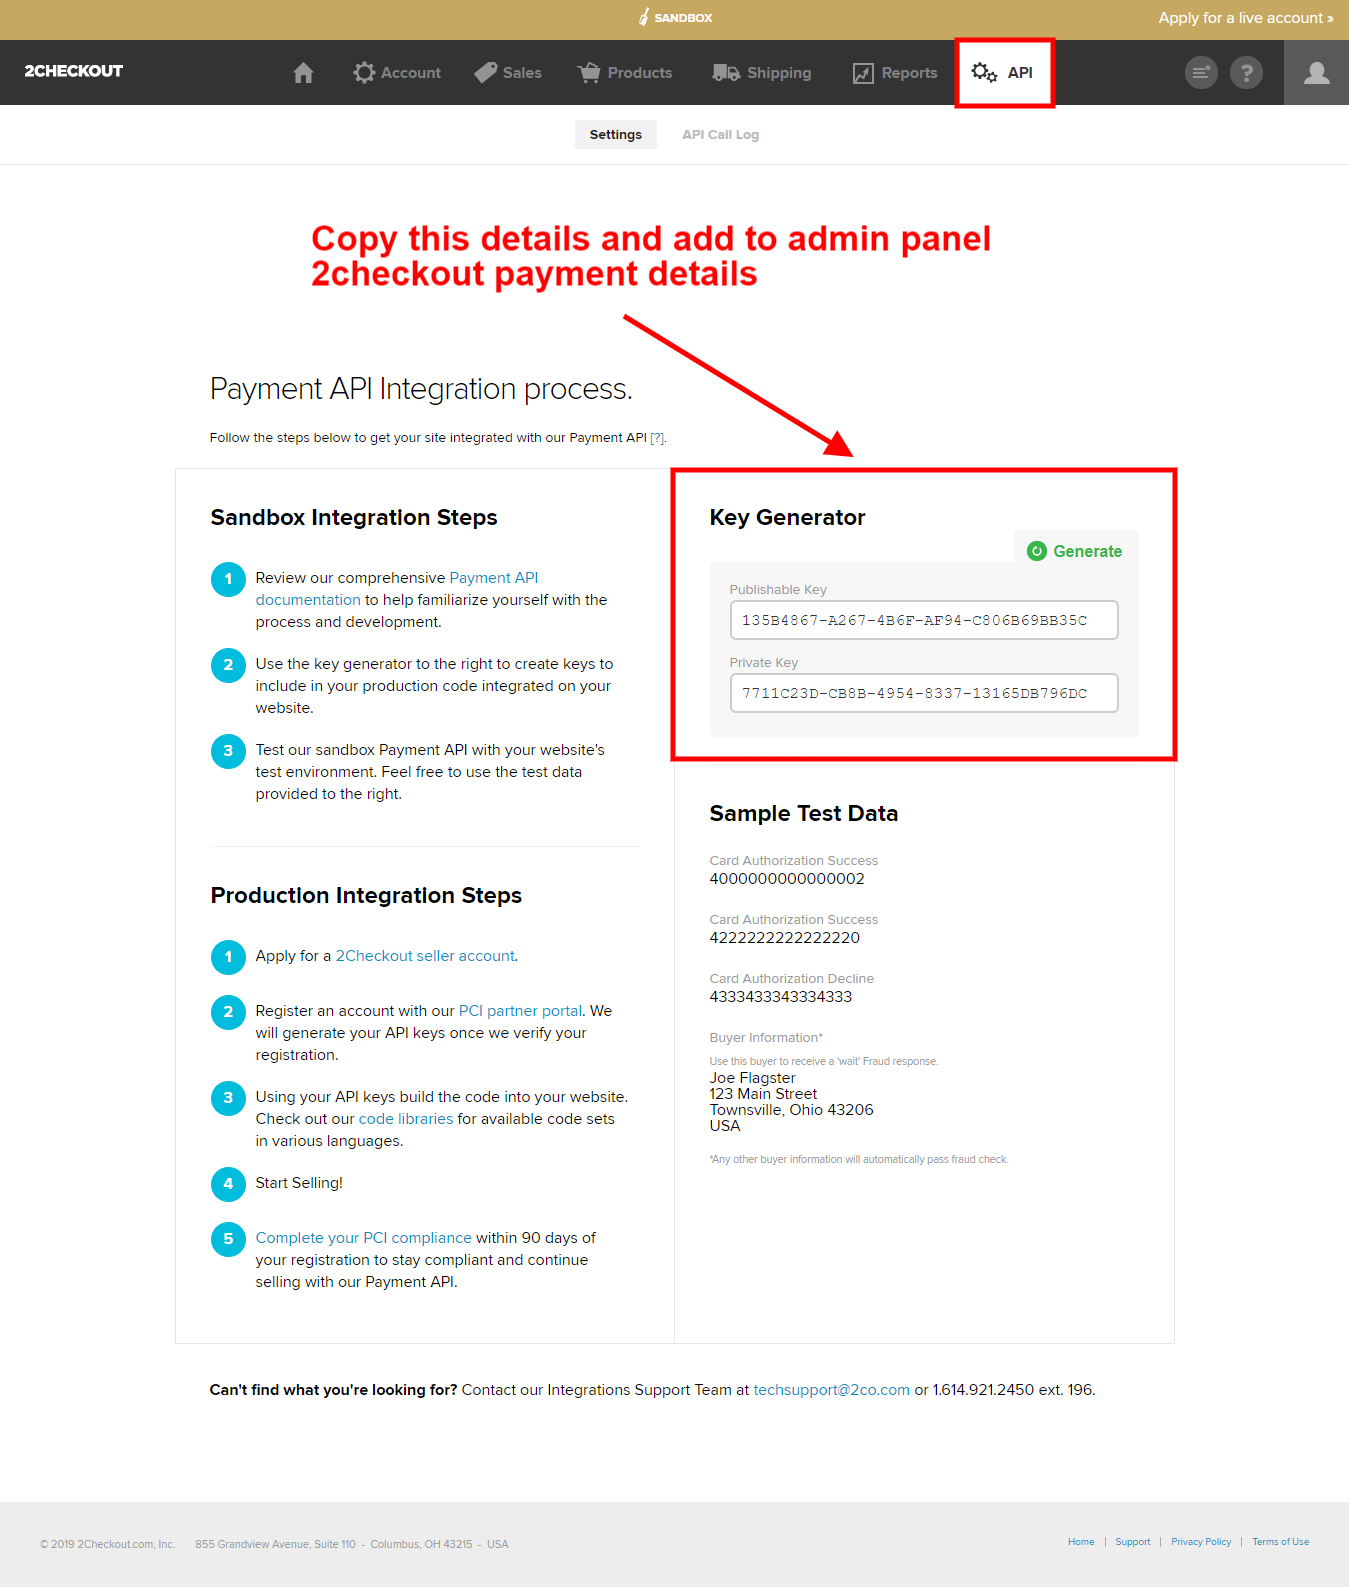 SANDBOX
Apply for a live account »
2CHECKOUT
Account
Sales
Products
Shipping
Reports
API
?
Settings
API Call Log
Copy this details and add to admin panel
2checkout payment details
Payment API Integration process.
Follow the steps below to get your site integrated with our Payment API [?].
Sandbox Integration Steps
1
Review our comprehensive Payment API
documentation to help familiarize yourself with the
process and development.
2
Use the key generator to the right to create keys to
include in your production code integrated on your
website.
3
Test our sandbox Payment API with your website's
test environment. Feel free to use the test data
provided to the right.
Production Integration Steps
1
Apply for a 2Checkout seller account.
2
Register an account with our PCI partner portal. We
will generate your API keys once we verify your
registration.
3
Using your API keys build the code into your website.
Check out our code libraries for available code sets
in various languages.
4
Start Selling!
5
Complete your PCI compliance within 90 days of
your registration to stay compliant and continue
selling with our Payment API.
Key Generator
Generate
Publishable Key
135B4867-A267-4B6F-AF94-C806B69BB35C
Private Key
7711C23D-CB8B-4954-8337-13165DB796DC
Sample Test Data
Card Authorization Success
4000000000000002
Card Authorization Success
4222222222222220
Card Authorization Decline
4333433343334333
Buyer Information*
Use this buyer to receive a 'wait' Fraud response.
Joe Flagster
123 Main Street
Townsville, Ohio 43206
USA
*Any other buyer information will automatically pass fraud check.
Can't find what you're looking for? Contact our Integrations Support Team at techsupport@2co.com or 1.614.921.2450 ext. 196.
© 2019 2Checkout.com, Inc.
855 Grandview Avenue, Suite 110 - Columbus, OH 43215 - USA
Home | Support | Privacy Policy | Terms of Use